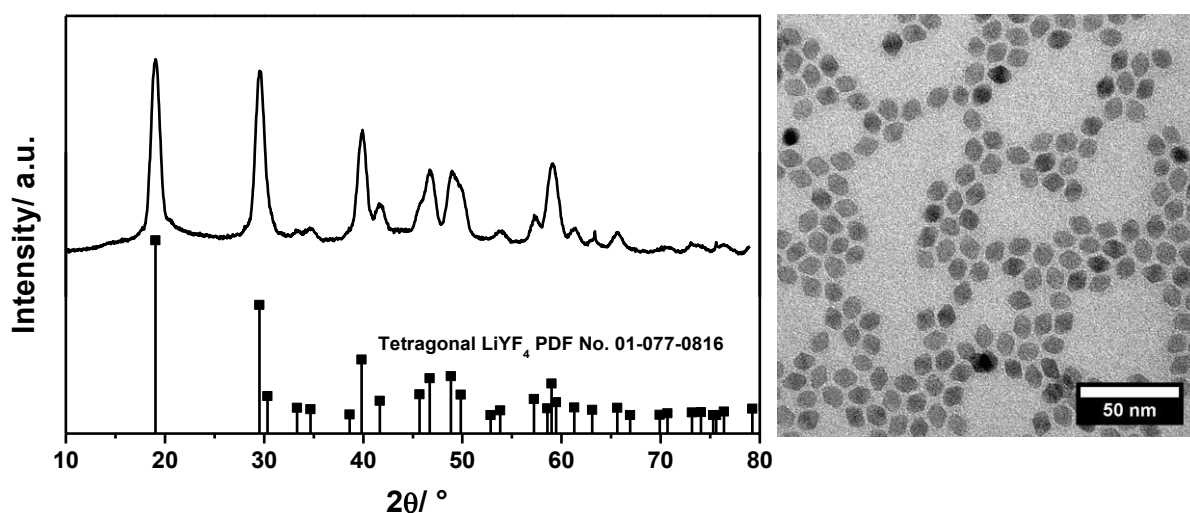 Intensity/ a.u.
Tetragonal LiYF₄ PDF No. 01-077-0816
10 20 30 40 50 60 70 80
2θ/ °
50 nm